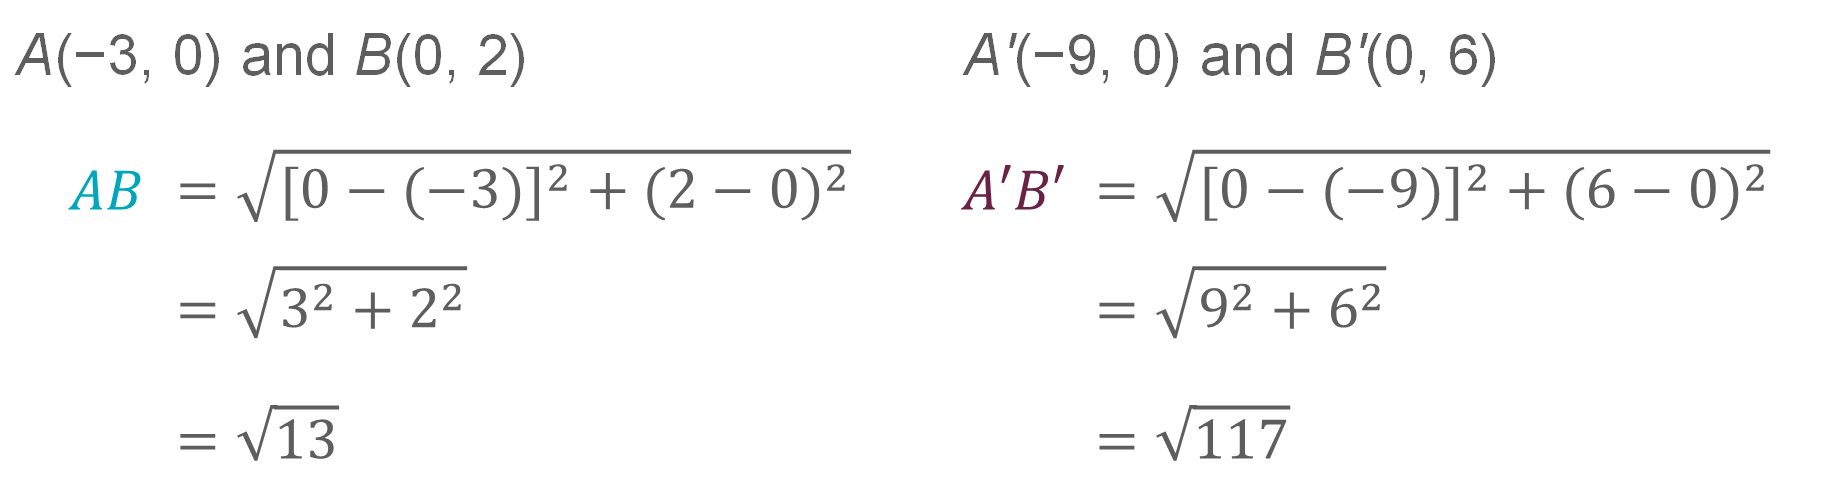 A(−3, 0) and B(0, 2)
AB = √[0 − (−3)]² + (2 − 0)²
= √3² + 2²
= √13
A′(−9, 0) and B′(0, 6)
A′B′ = √[0 − (−9)]² + (6 − 0)²
= √9² + 6²
= √117